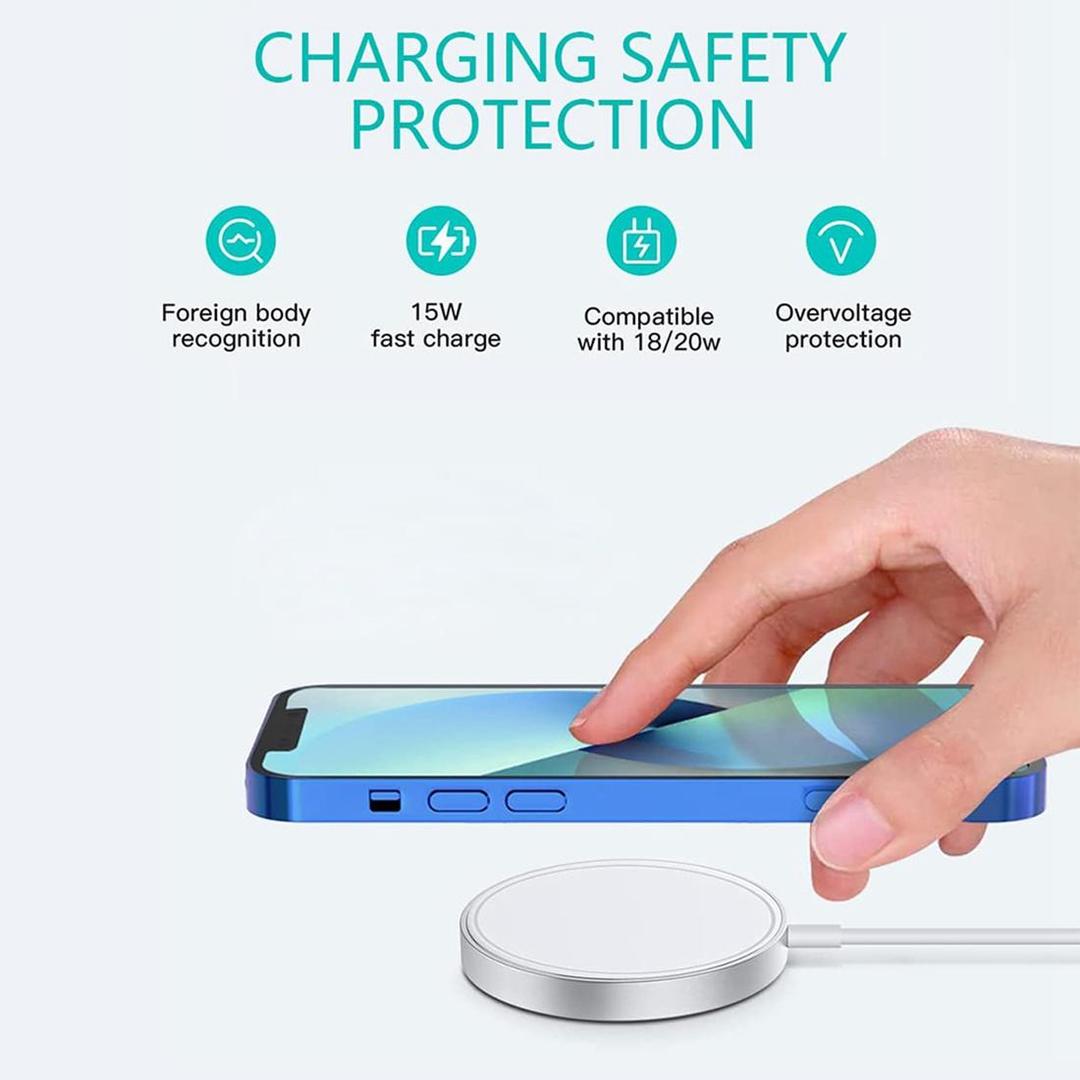 CHARGING SAFETY
PROTECTION
Foreign body
recognition
15W
fast charge
Compatible
with 18/20w
Overvoltage
protection
V